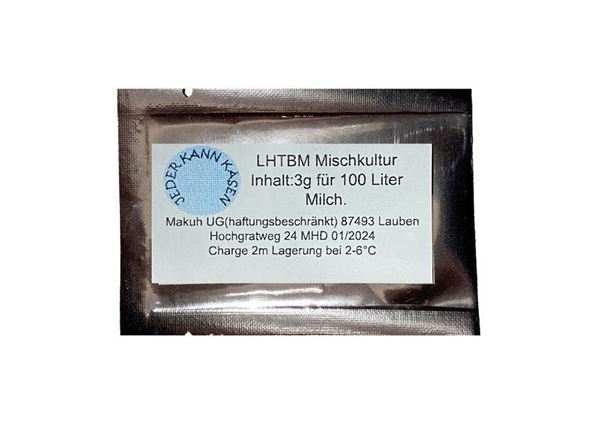 JEDER KANN KÄSEN
LHTBM Mischkultur
Inhalt:3g für 100 Liter
Milch.
Makuh UG(haftungsbeschränkt) 87493 Lauben
Hochgratweg 24 MHD 01/2024
Charge 2m Lagerung bei 2-6°C